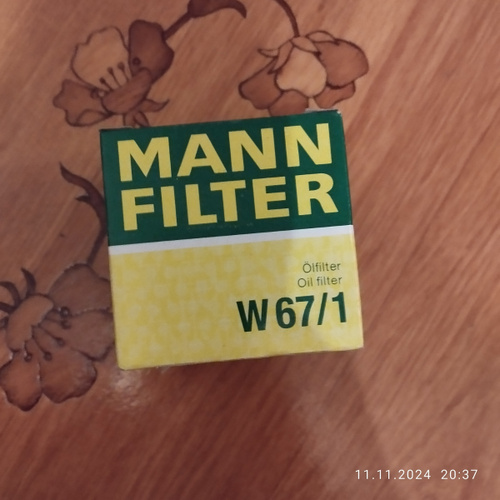 MANN
FILTER
Ölfilter
Oil filter
W 67/1
11.11.2024 20:37